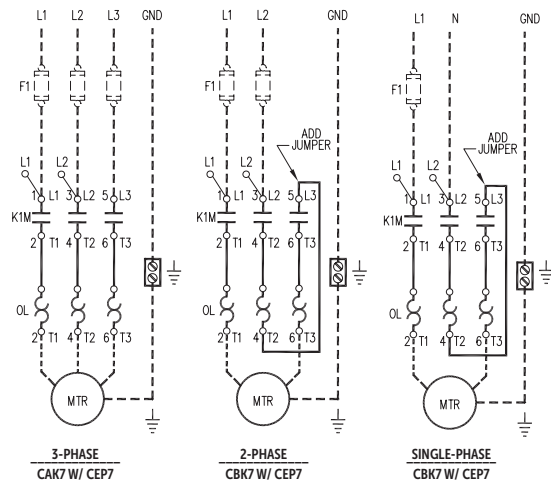 L1 L2 L3 GND
F1
L1 L2
1 L1 3 L2 5 L3
K1M
2 T1 4 T2 6 T3
OL
2 T1 4 T2 6 T3
MTR
3-PHASE
CAK7 W/ CEP7
L1 L2 GND
F1
ADD
JUMPER
L1 L2
1 L1 3 L2 5 L3
K1M
2 T1 4 T2 6 T3
OL
2 T1 4 T2 6 T3
MTR
2-PHASE
CBK7 W/ CEP7
L1 N GND
F1
ADD
JUMPER
L1 L2
1 L1 3 L2 5 L3
K1M
2 T1 4 T2 6 T3
OL
2 T1 4 T2 6 T3
MTR
SINGLE-PHASE
CBK7 W/ CEP7